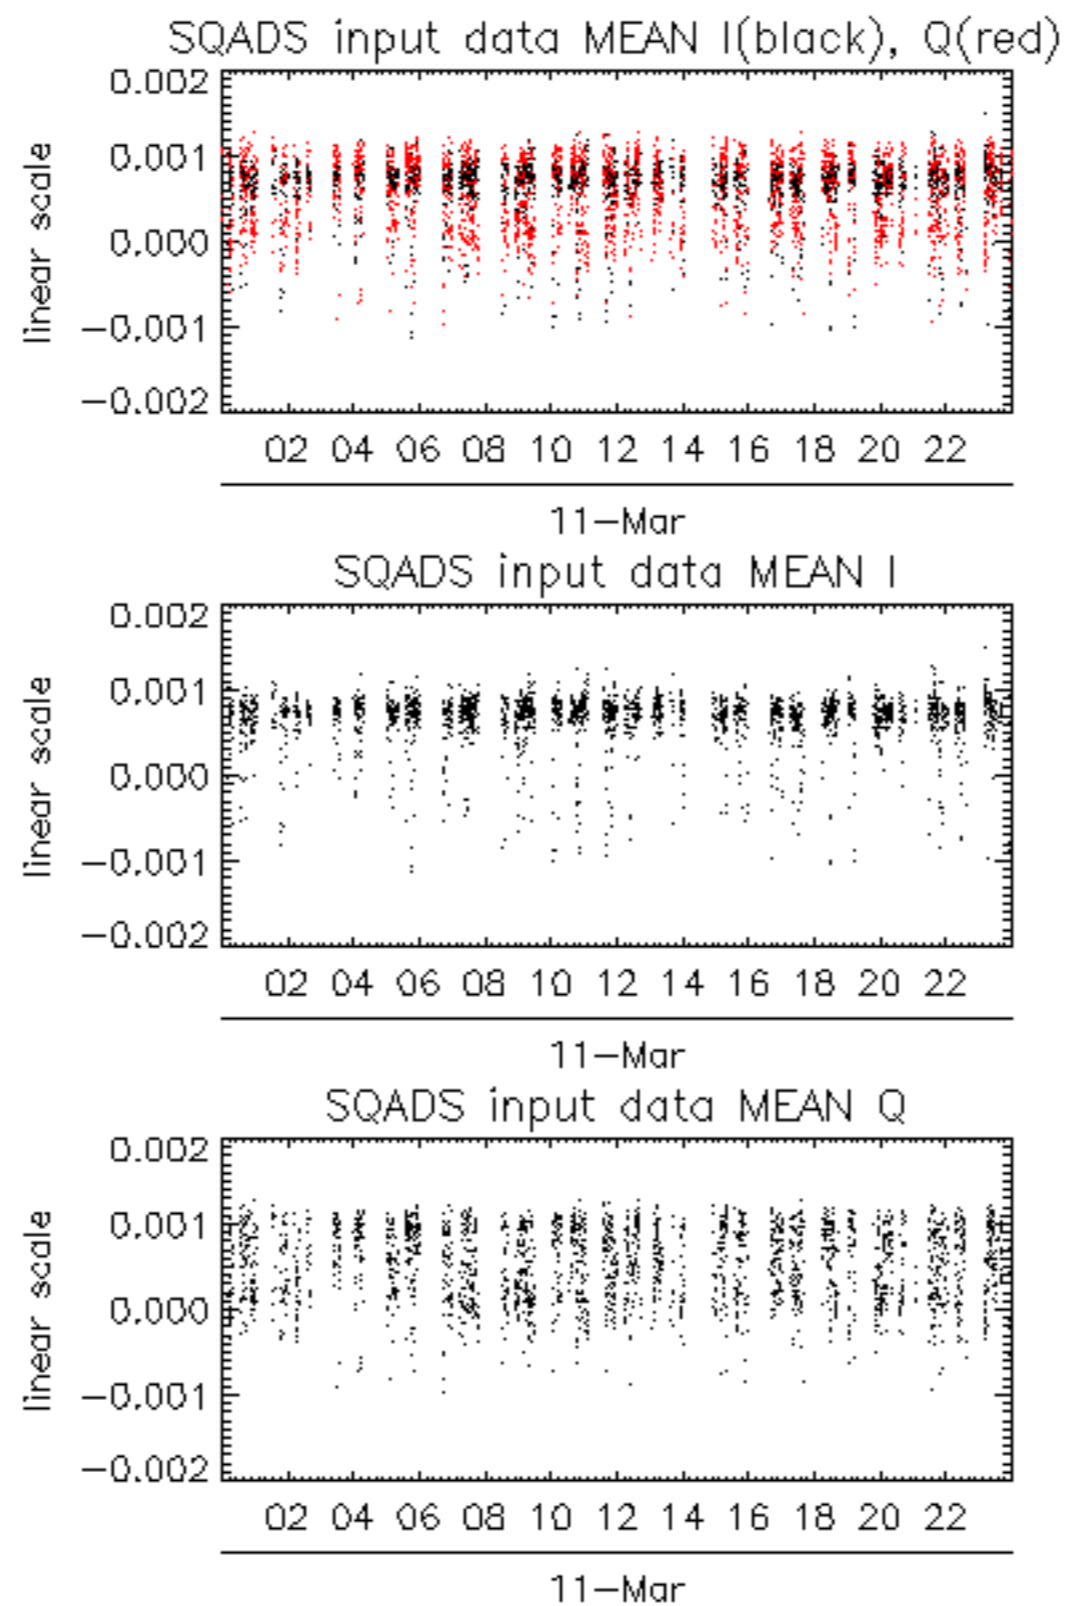 SQADS input data MEAN I(black), Q(red)
0.002
0.001
0.000
−0.001
−0.002
linear scale
02 04 06 08 10 12 14 16 18 20 22
11−Mar
SQADS input data MEAN I
0.002
0.001
0.000
−0.001
−0.002
linear scale
02 04 06 08 10 12 14 16 18 20 22
11−Mar
SQADS input data MEAN Q
0.002
0.001
0.000
−0.001
−0.002
linear scale
02 04 06 08 10 12 14 16 18 20 22
11−Mar